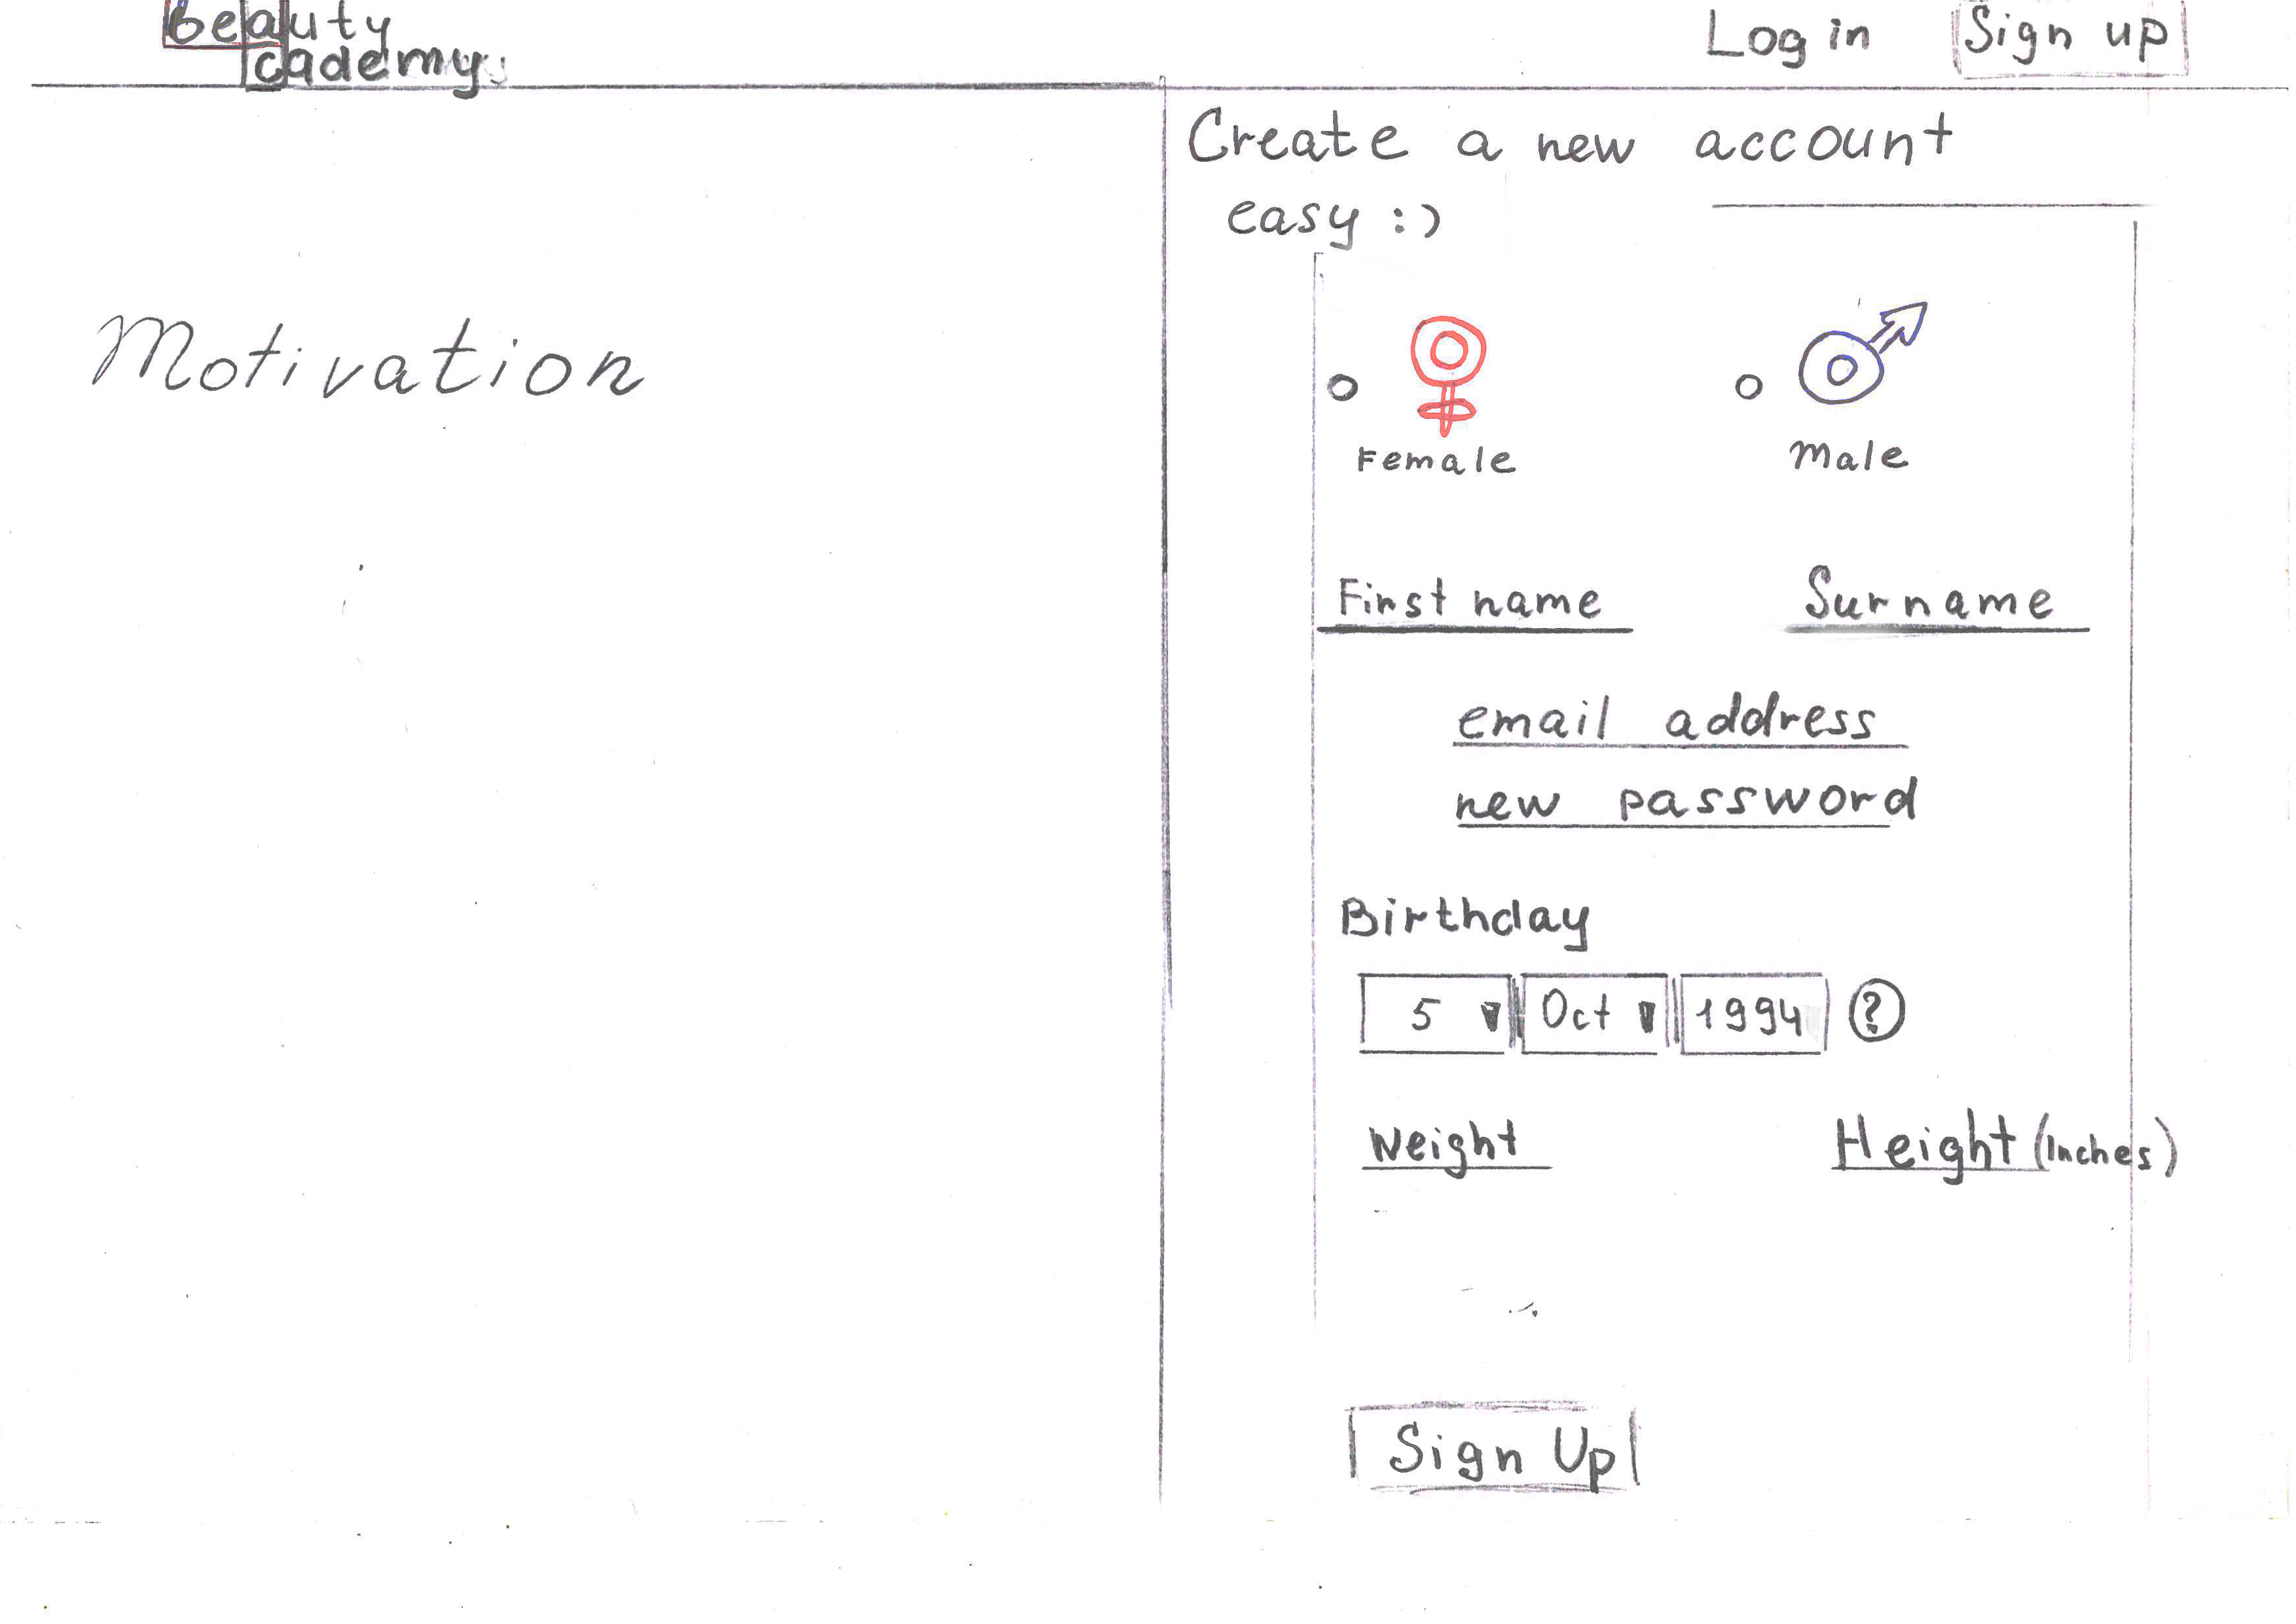 beauty
cademy
Log in
Sign up
Create a new account
easy :)
Motivation
Female
Male
First name
Surname
email address
new password
Birthday
5 Oct 1994 ?
Weight
Height (inches)
Sign Up